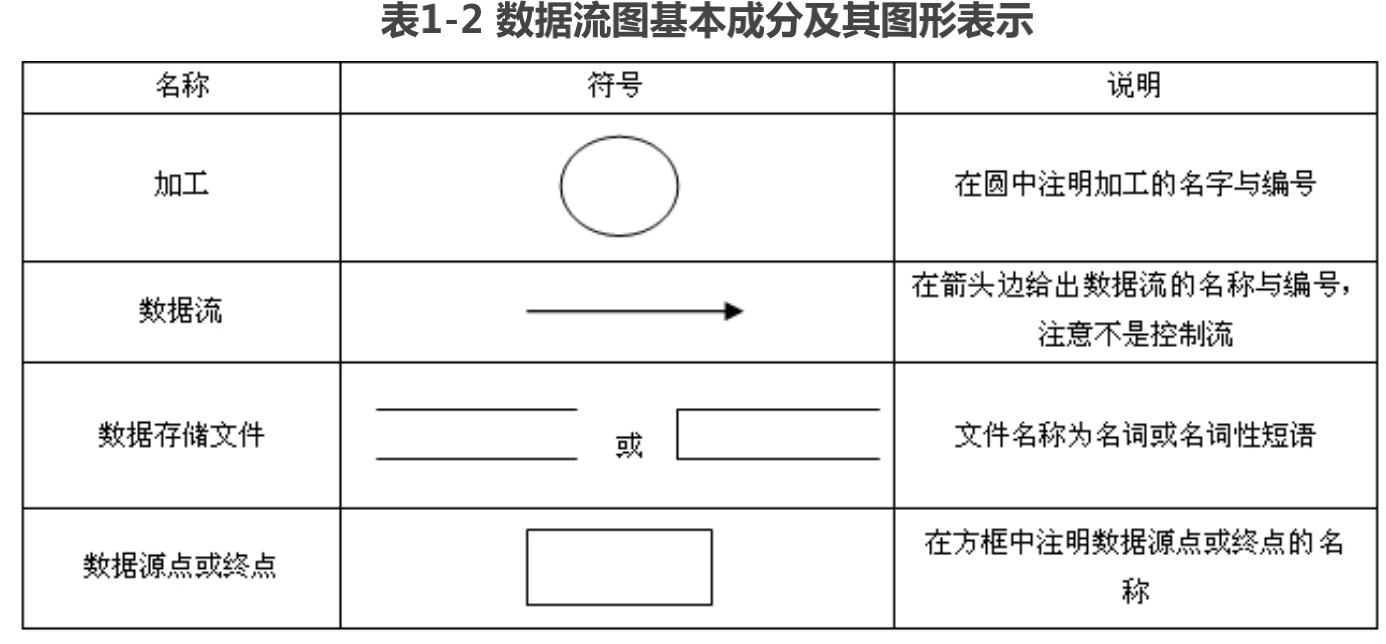 表1-2 数据流图基本成分及其图形表示
名称 符号 说明
加工 在圆中注明加工的名字与编号
数据流 在箭头边给出数据流的名称与编号，
注意不是控制流
数据存储文件 或 文件名称为名词或名词性短语
数据源点或终点 在方框中注明数据源点或终点的名
称